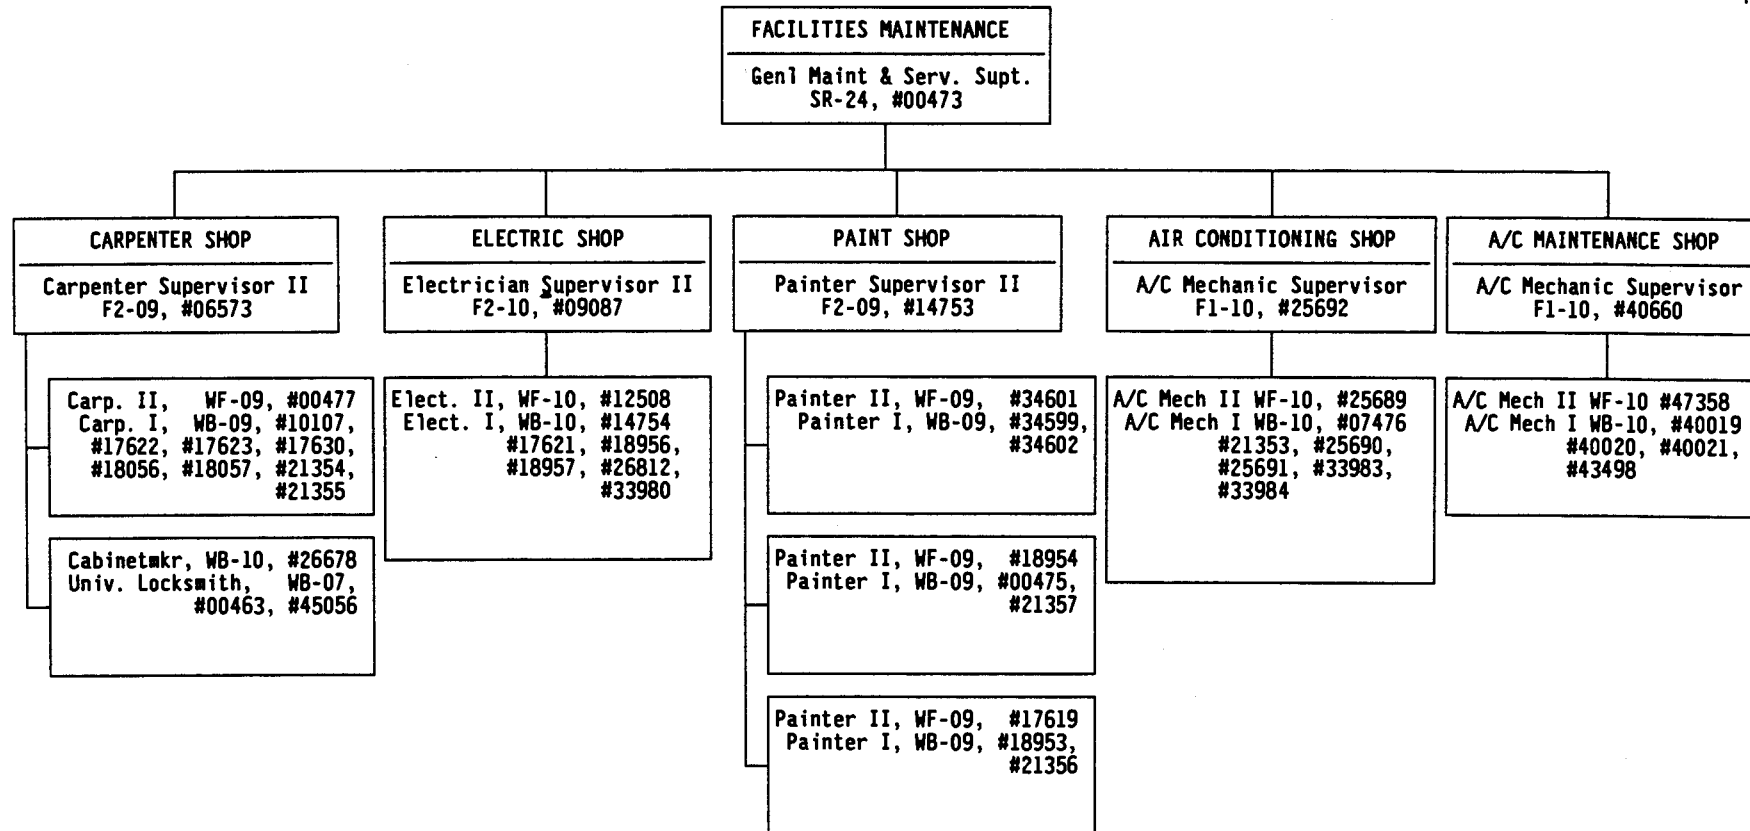 FACILITIES MAINTENANCE
Genl Maint & Serv. Supt.
SR-24, #00473
CARPENTER SHOP
Carpenter Supervisor II
F2-09, #06573
Carp. II, WF-09, #00477
Carp. I, WB-09, #10107,
#17622, #17623, #17630,
#18056, #18057, #21354,
#21355
Cabinetmkr, WB-10, #26678
Univ. Locksmith, WB-07,
#00463, #45056
ELECTRIC SHOP
Electrician Supervisor II
F2-10, #09087
Elect. II, WF-10, #12508
Elect. I, WB-10, #14754
#17621, #18956,
#18957, #26812,
#33980
PAINT SHOP
Painter Supervisor II
F2-09, #14753
Painter II, WF-09, #34601
Painter I, WB-09, #34599,
#34602
Painter II, WF-09, #18954
Painter I, WB-09, #00475,
#21357
Painter II, WF-09, #17619
Painter I, WB-09, #18953,
#21356
AIR CONDITIONING SHOP
A/C Mechanic Supervisor
F1-10, #25692
A/C Mech II WF-10, #25689
A/C Mech I WB-10, #07476
#21353, #25690,
#25691, #33983,
#33984
A/C MAINTENANCE SHOP
A/C Mechanic Supervisor
F1-10, #40660
A/C Mech II WF-10 #47358
A/C Mech I WB-10, #40019
#40020, #40021,
#43498